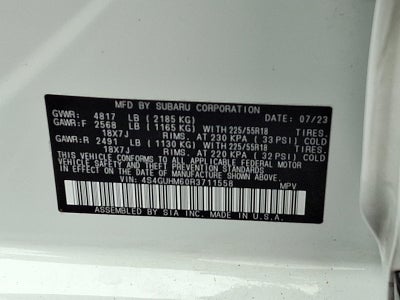 MFD. BY SUBARU CORPORATION
GVWR: 4817 LB ( 2185 KG) DATE: 07/23
GAWR:F 2568 LB ( 1165 KG) WITH 225/55R18 TIRES.
18X7J RIMS. AT 230 KPA ( 33 PSI) COLD
GAWR:R 2491 LB ( 1130 KG) WITH 225/55R18 TIRES.
18X7J RIMS. AT 220 KPA ( 32 PSI) COLD
THIS VEHICLE CONFORMS TO ALL APPLICABLE FEDERAL MOTOR
VEHICLE SAFETY STANDARDS IN EFFECT ON THE DATE OF
MANUFACTURE SHOWN ABOVE.
VIN: 4S4GUHM60R3711558 MPV
ASSEMBLED BY SIA INC. MADE IN U.S.A.